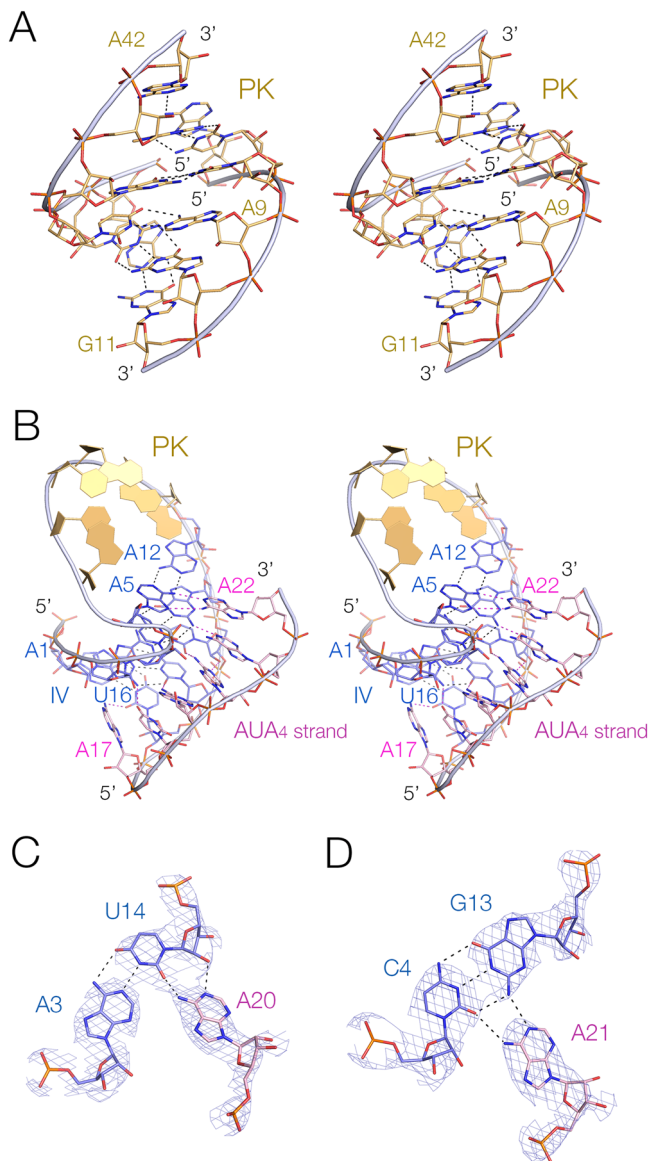 A
A42 3’ A42 3’
PK PK
5’ 5’
5’ A9 5’ A9
G11 G11
3’ 3’
B
PK PK
A12 A12
A5 A22 3’ A5 A22 3’
5’ 5’
A1 A1
IV U16 IV U16
AUA4 strand AUA4 strand
A17 A17
5’ 5’
C D
U14 G13
A3 A20 C4
A21